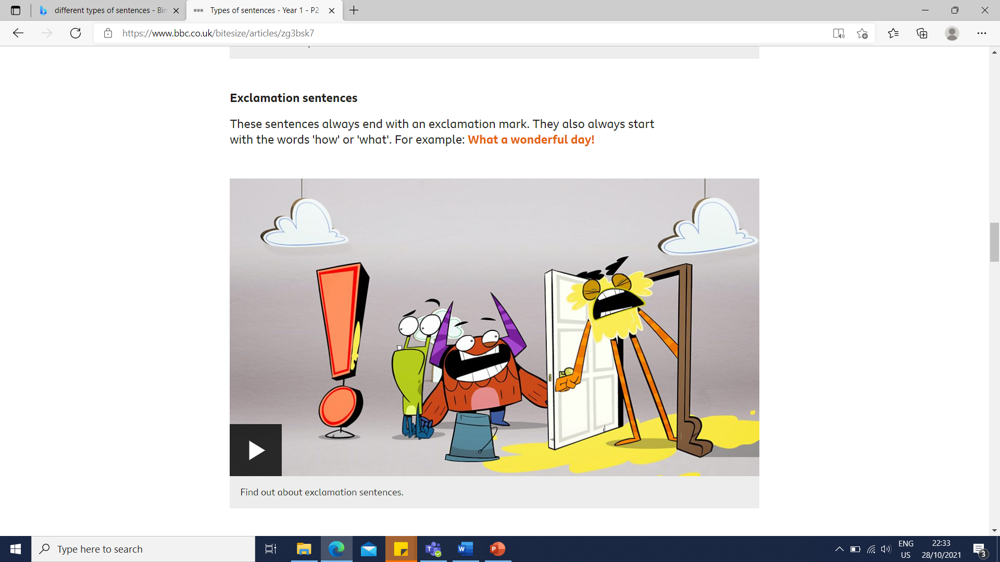 different types of sentences - Bin
Types of sentences - Year 1 - P2
https://www.bbc.co.uk/bitesize/articles/zg3bsk7
Exclamation sentences
These sentences always end with an exclamation mark. They also always start
with the words 'how' or 'what'. For example: What a wonderful day!
Find out about exclamation sentences.
Type here to search
ENG
US
22:33
28/10/2021
3